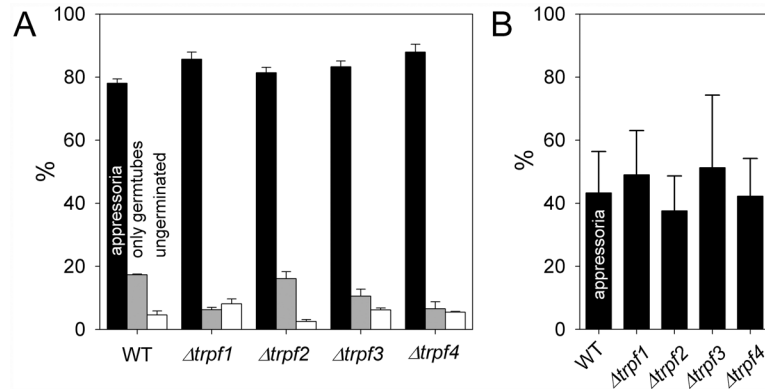 A
100
80
60
40
20
0
%
appressoria
only germtubes
ungerminated
WT
Δtrpf1
Δtrpf2
Δtrpf3
Δtrpf4
B
100
80
60
40
20
0
%
appressoria
WT
Δtrpf1
Δtrpf2
Δtrpf3
Δtrpf4